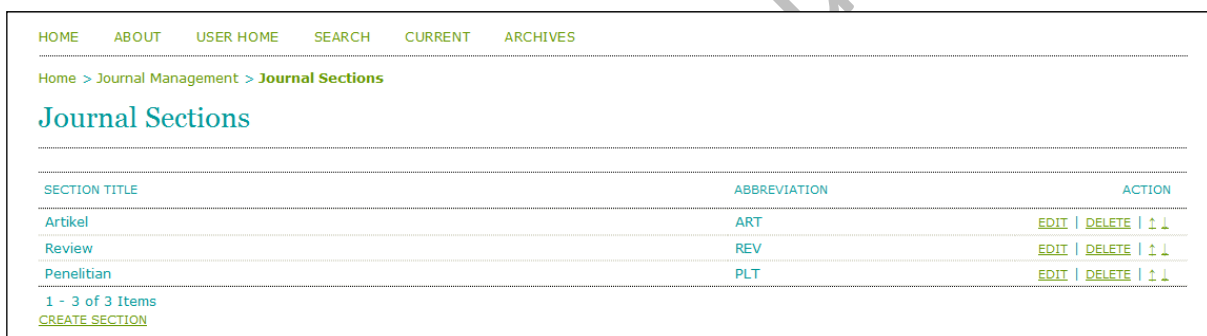 HOME ABOUT USER HOME SEARCH CURRENT ARCHIVES
Home > Journal Management > Journal Sections
Journal Sections
SECTION TITLE ABBREVIATION ACTION
Artikel ART EDIT | DELETE | ↑ ↓
Review REV EDIT | DELETE | ↑ ↓
Penelitian PLT EDIT | DELETE | ↑ ↓
1 - 3 of 3 Items
CREATE SECTION